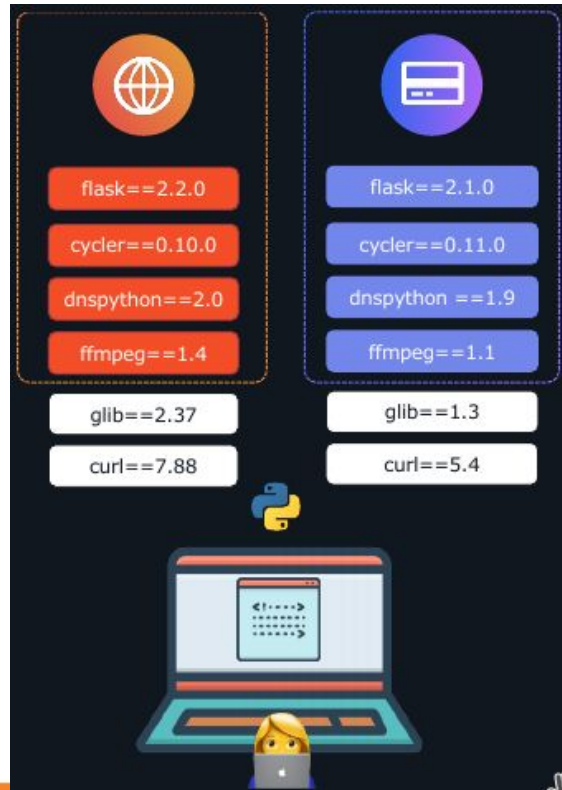 flask==2.2.0
cycler==0.10.0
dnspython==2.0
ffmpeg==1.4
glib==2.37
curl==7.88
flask==2.1.0
cycler==0.11.0
dnspython ==1.9
ffmpeg==1.1
glib==1.3
curl==5.4
<!---->